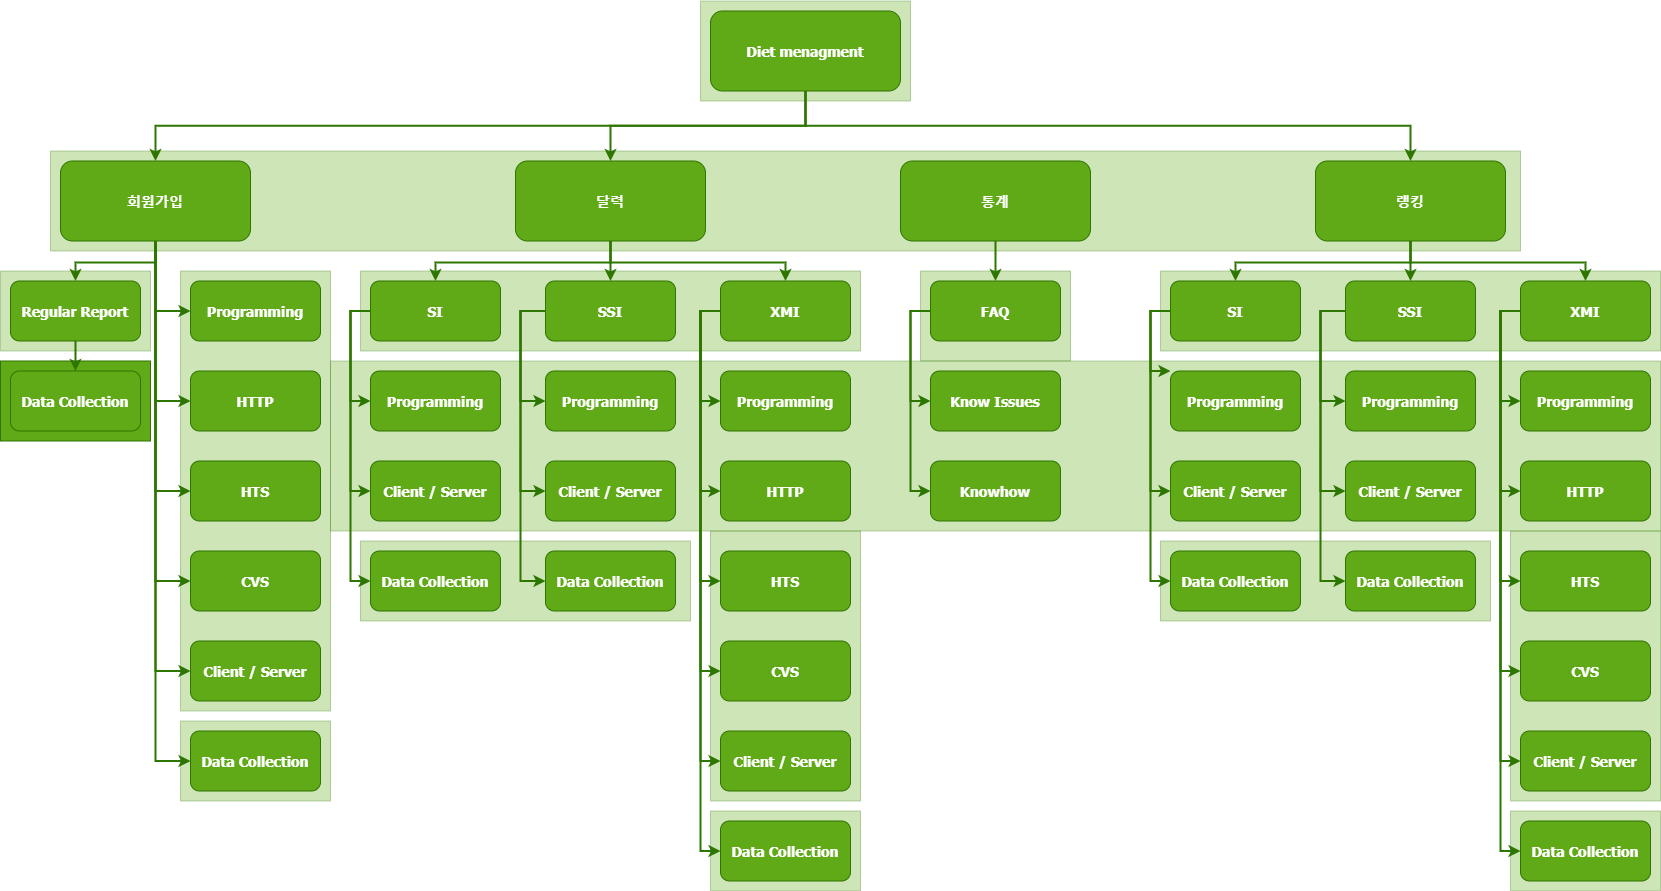 Diet menagment
회원가입
달력
통계
랭킹
Regular Report
Programming
SI
SSI
XMI
FAQ
SI
SSI
XMI
Data Collection
HTTP
Programming
Programming
Programming
Know Issues
Programming
Programming
Programming
HTS
Client / Server
Client / Server
HTTP
Knowhow
Client / Server
Client / Server
HTTP
CVS
Data Collection
Data Collection
HTS
Data Collection
Data Collection
HTS
Client / Server
CVS
CVS
Data Collection
Client / Server
Client / Server
Data Collection
Data Collection